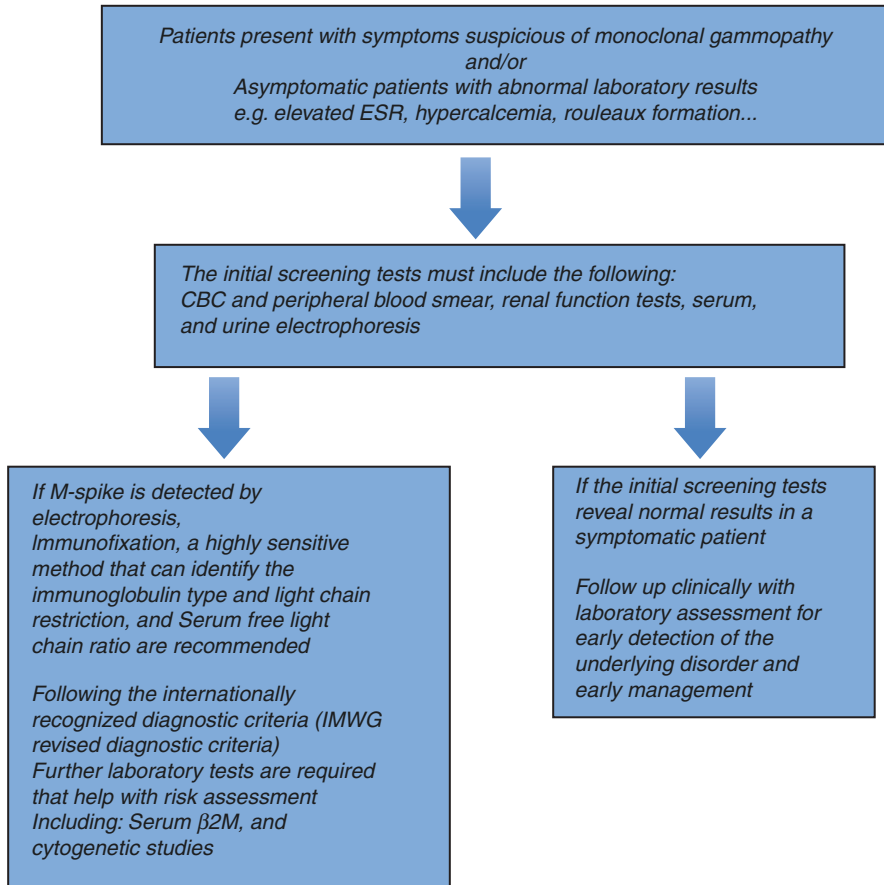 Patients present with symptoms suspicious of monoclonal gammopathy
and/or
Asymptomatic patients with abnormal laboratory results
e.g. elevated ESR, hypercalcemia, rouleaux formation...
The initial screening tests must include the following:
CBC and peripheral blood smear, renal function tests, serum,
and urine electrophoresis
If M-spike is detected by
electrophoresis,
Immunofixation, a highly sensitive
method that can identify the
immunoglobulin type and light chain
restriction, and Serum free light
chain ratio are recommended
Following the internationally
recognized diagnostic criteria (IMWG
revised diagnostic criteria)
Further laboratory tests are required
that help with risk assessment
Including: Serum β2M, and
cytogenetic studies
If the initial screening tests
reveal normal results in a
symptomatic patient
Follow up clinically with
laboratory assessment for
early detection of the
underlying disorder and
early management